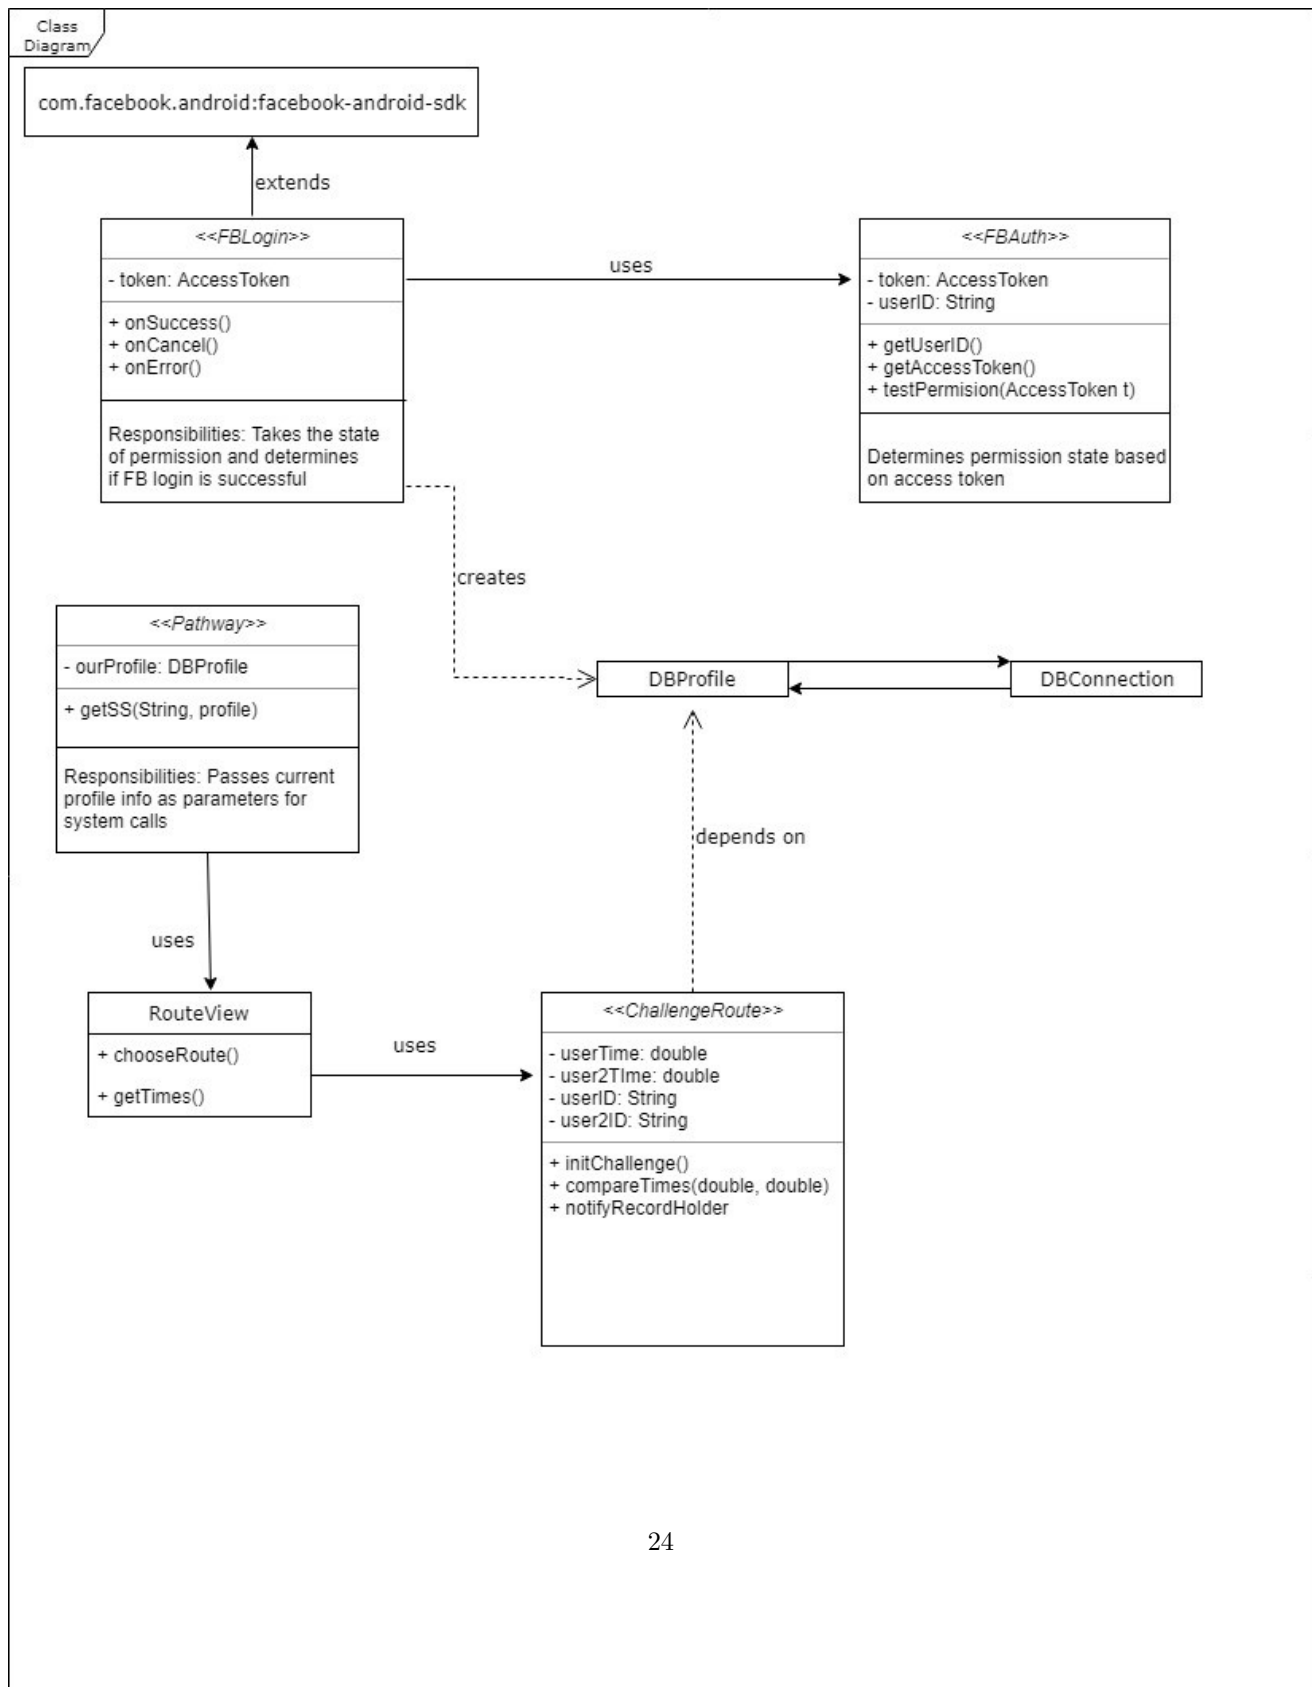 Class
Diagram
com.facebook.android:facebook-android-sdk
extends
<<FBLogin>>
- token: AccessToken
+ onSuccess()
+ onCancel()
+ onError()
Responsibilities: Takes the state
of permission and determines
if FB login is successful
uses
<<FBAuth>>
- token: AccessToken
- userID: String
+ getUserID()
+ getAccessToken()
+ testPermision(AccessToken t)
Determines permission state based
on access token
creates
<<Pathway>>
- ourProfile: DBProfile
+ getSS(String, profile)
Responsibilities: Passes current
profile info as parameters for
system calls
DBProfile
DBConnection
depends on
uses
RouteView
+ chooseRoute()
+ getTimes()
uses
<<ChallengeRoute>>
- userTime: double
- user2TIme: double
- userID: String
- user2ID: String
+ initChallenge()
+ compareTimes(double, double)
+ notifyRecordHolder
24